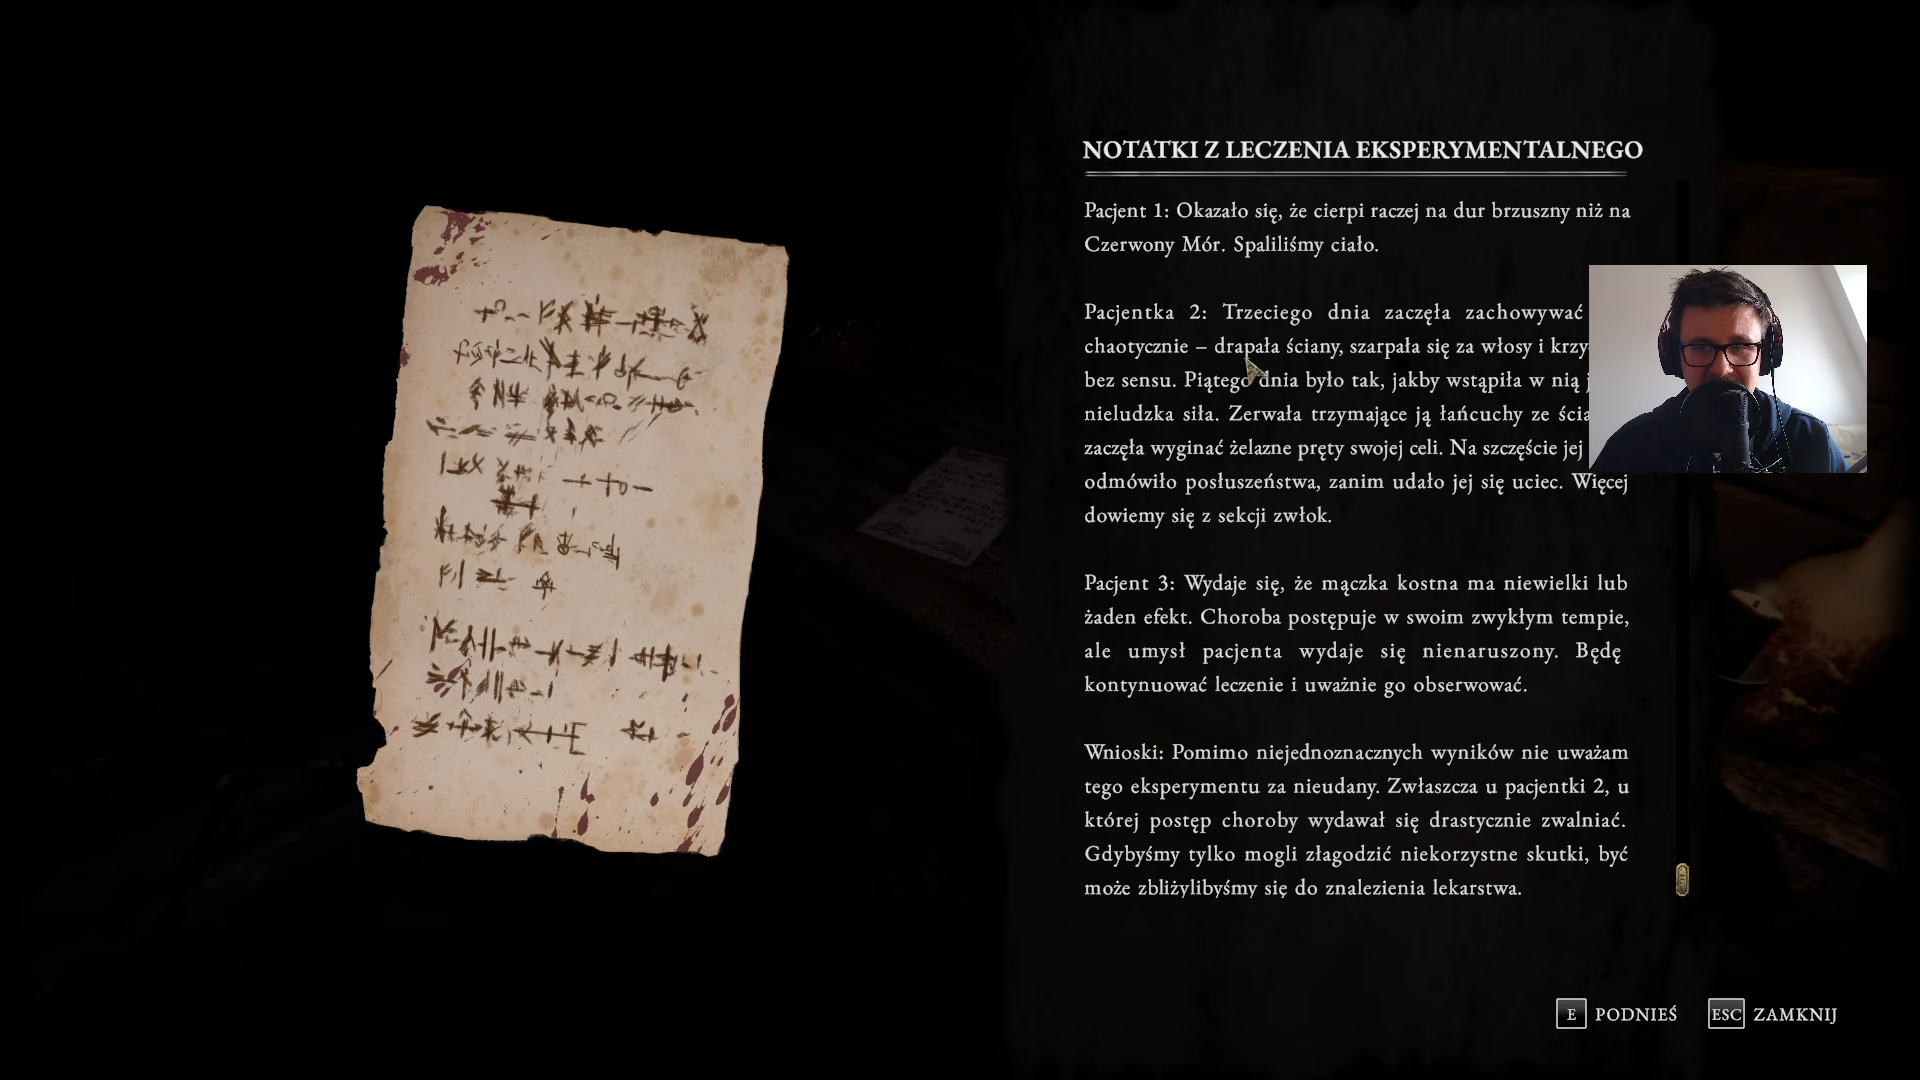 NOTATKI Z LECZENIA EKSPERYMENTALNEGO
Pacjent 1: Okazało się, że cierpi raczej na dur brzuszny niż na
Czerwony Mór. Spaliliśmy ciało.
Pacjentka 2: Trzeciego dnia zaczęła zachowywać
chaotycznie – drapała ściany, szarpała się za włosy i
bez sensu. Piątego dnia było tak, jakby wstąpiła w nią
nieludzka siła. Zerwała trzymające ją łańcuchy ze
zaczęła wyginać żelazne pręty swojej celi. Na szczęście jej
odmówiło posłuszeństwa, zanim udało jej się uciec. Więcej
dowiemy się z sekcji zwłok.
Pacjent 3: Wydaje się, że mączka kostna ma niewielki lub
żaden efekt. Choroba postępuje w swoim zwykłym tempie,
ale umysł pacjenta wydaje się nienaruszony. Będę
kontynuować leczenie i uważnie go obserwować.
Wnioski: Pomimo niejednoznacznych wyników nie uważam
tego eksperymentu za nieudany. Zwłaszcza u pacjentki 2, u
której postęp choroby wydawał się drastycznie zwalniać.
Gdybyśmy tylko mogli złagodzić niekorzystne skutki, być
może zbliżylibyśmy się do znalezienia lekarstwa.
E PODNIEŚ ESC ZAMKNIJ